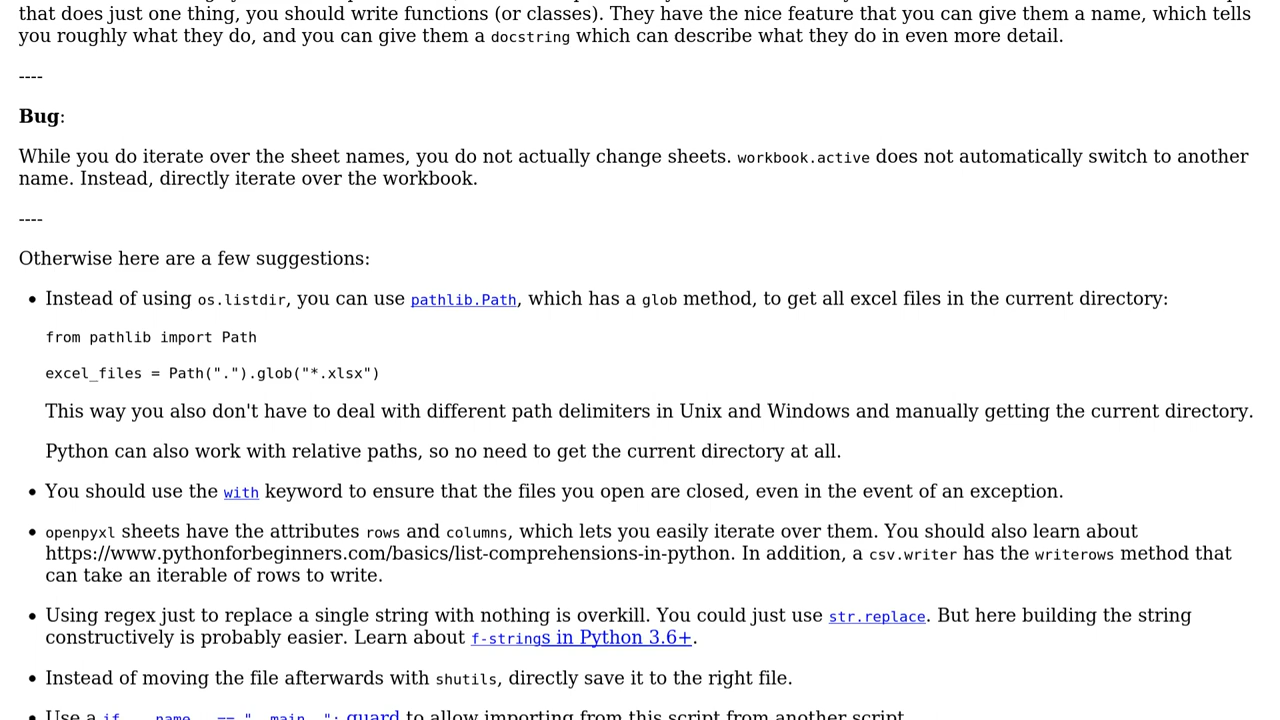 that does just one thing, you should write functions (or classes). They have the nice feature that you can give them a name, which tells
you roughly what they do, and you can give them a docstring which can describe what they do in even more detail.
----
Bug:
While you do iterate over the sheet names, you do not actually change sheets. workbook.active does not automatically switch to another
name. Instead, directly iterate over the workbook.
----
Otherwise here are a few suggestions:
• Instead of using os.listdir, you can use pathlib.Path, which has a glob method, to get all excel files in the current directory:
from pathlib import Path
excel_files = Path(".").glob("*.xlsx")
This way you also don't have to deal with different path delimiters in Unix and Windows and manually getting the current directory.
Python can also work with relative paths, so no need to get the current directory at all.
• You should use the with keyword to ensure that the files you open are closed, even in the event of an exception.
• openpyxl sheets have the attributes rows and columns, which lets you easily iterate over them. You should also learn about
https://www.pythonforbeginners.com/basics/list-comprehensions-in-python. In addition, a csv.writer has the writerows method that
can take an iterable of rows to write.
• Using regex just to replace a single string with nothing is overkill. You could just use str.replace. But here building the string
constructively is probably easier. Learn about f-strings in Python 3.6+.
• Instead of moving the file afterwards with shutils, directly save it to the right file.
• Use a if __name__ == "__main__": guard to allow importing from this script from another script.